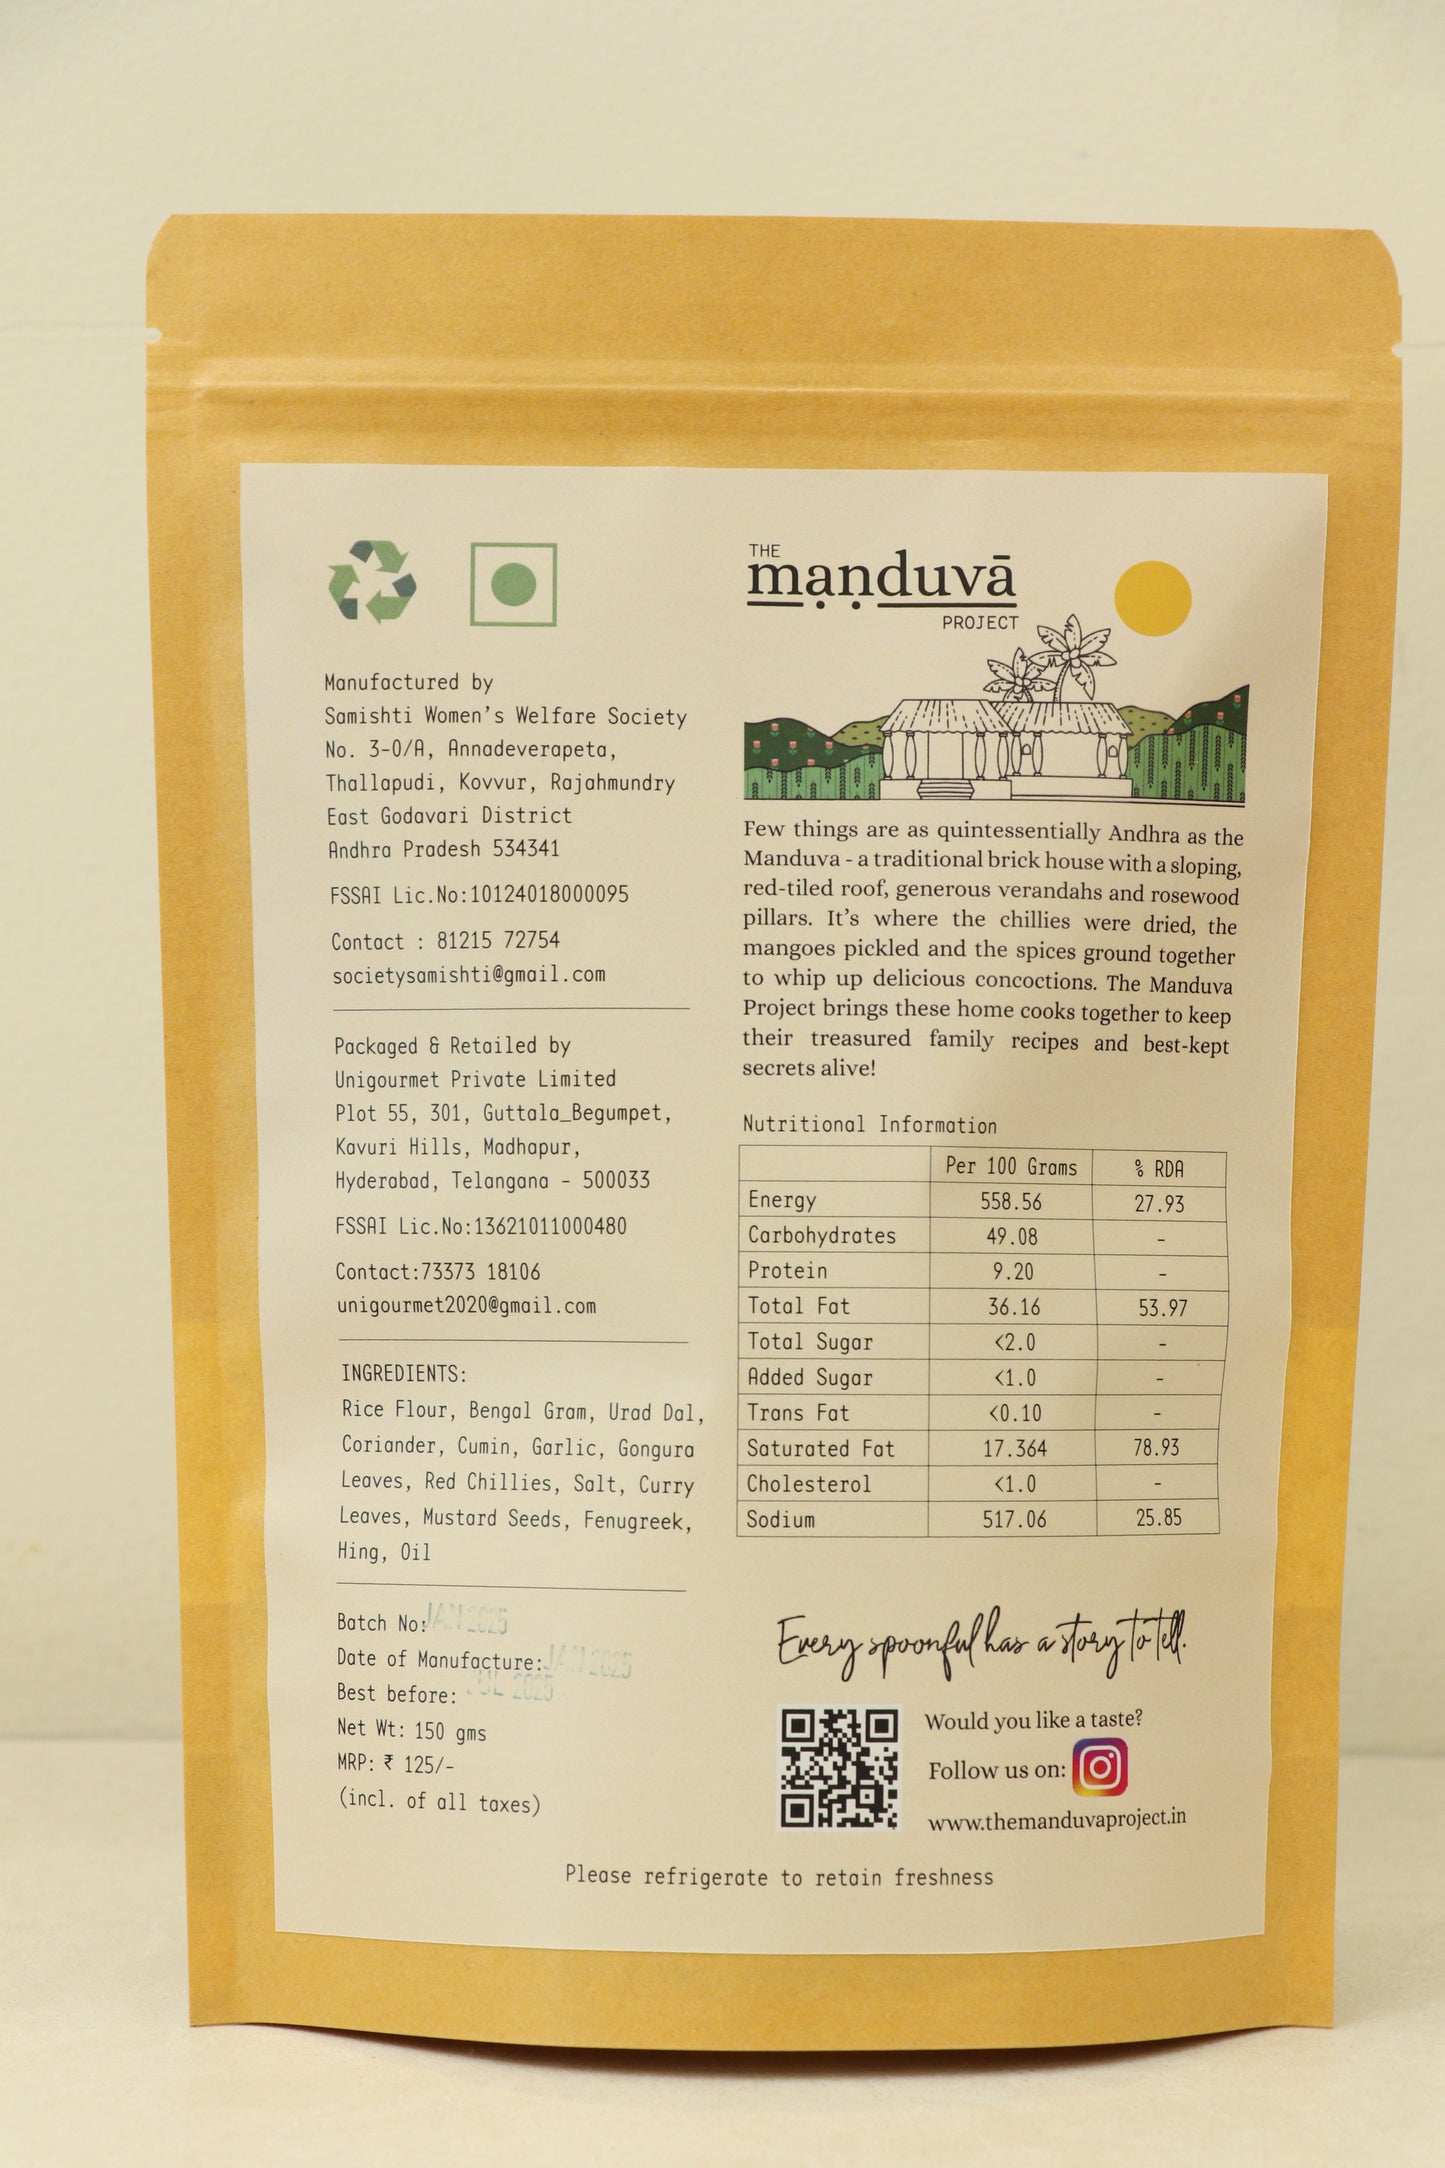 Manufactured by
Samishti Women's Welfare Society
No. 3-0/A, Annadeverapeta,
Thallapudi, Kovvur, Rajahmundry
East Godavari District
Andhra Pradesh 534341
FSSAI Lic.No:10124018000095
Contact : 81215 72754
societysamishti@gmail.com
Packaged & Retailed by
Unigourmet Private Limited
Plot 55, 301, Guttala_Begumpet,
Kavuri Hills, Madhapur,
Hyderabad, Telangana - 500033
FSSAI Lic.No:13621011000480
Contact:73373 18106
unigourmet2020@gmail.com
INGREDIENTS:
Rice Flour, Bengal Gram, Urad Dal,
Coriander, Cumin, Garlic, Gongura
Leaves, Red Chillies, Salt, Curry
Leaves, Mustard Seeds, Fenugreek,
Hing, Oil
Batch No:
Date of Manufacture:
Best before:
Net Wt: 150 gms
MRP: ₹ 125/-
(incl. of all taxes)
THE
maṇduvā
PROJECT
Few things are as quintessentially Andhra as the
Manduva - a traditional brick house with a sloping,
red-tiled roof, generous verandahs and rosewood
pillars. It's where the chillies were dried, the
mangoes pickled and the spices ground together
to whip up delicious concoctions. The Manduva
Project brings these home cooks together to keep
their treasured family recipes and best-kept
secrets alive!
Nutritional Information
Per 100 Grams % RDA
Energy 558.56 27.93
Carbohydrates 49.08 -
Protein 9.20 -
Total Fat 36.16 53.97
Total Sugar <2.0 -
Added Sugar <1.0 -
Trans Fat <0.10 -
Saturated Fat 17.364 78.93
Cholesterol <1.0 -
Sodium 517.06 25.85
Every spoonful has a story to tell.
Would you like a taste?
Follow us on:
www.themanduvaproject.in
Please refrigerate to retain freshness